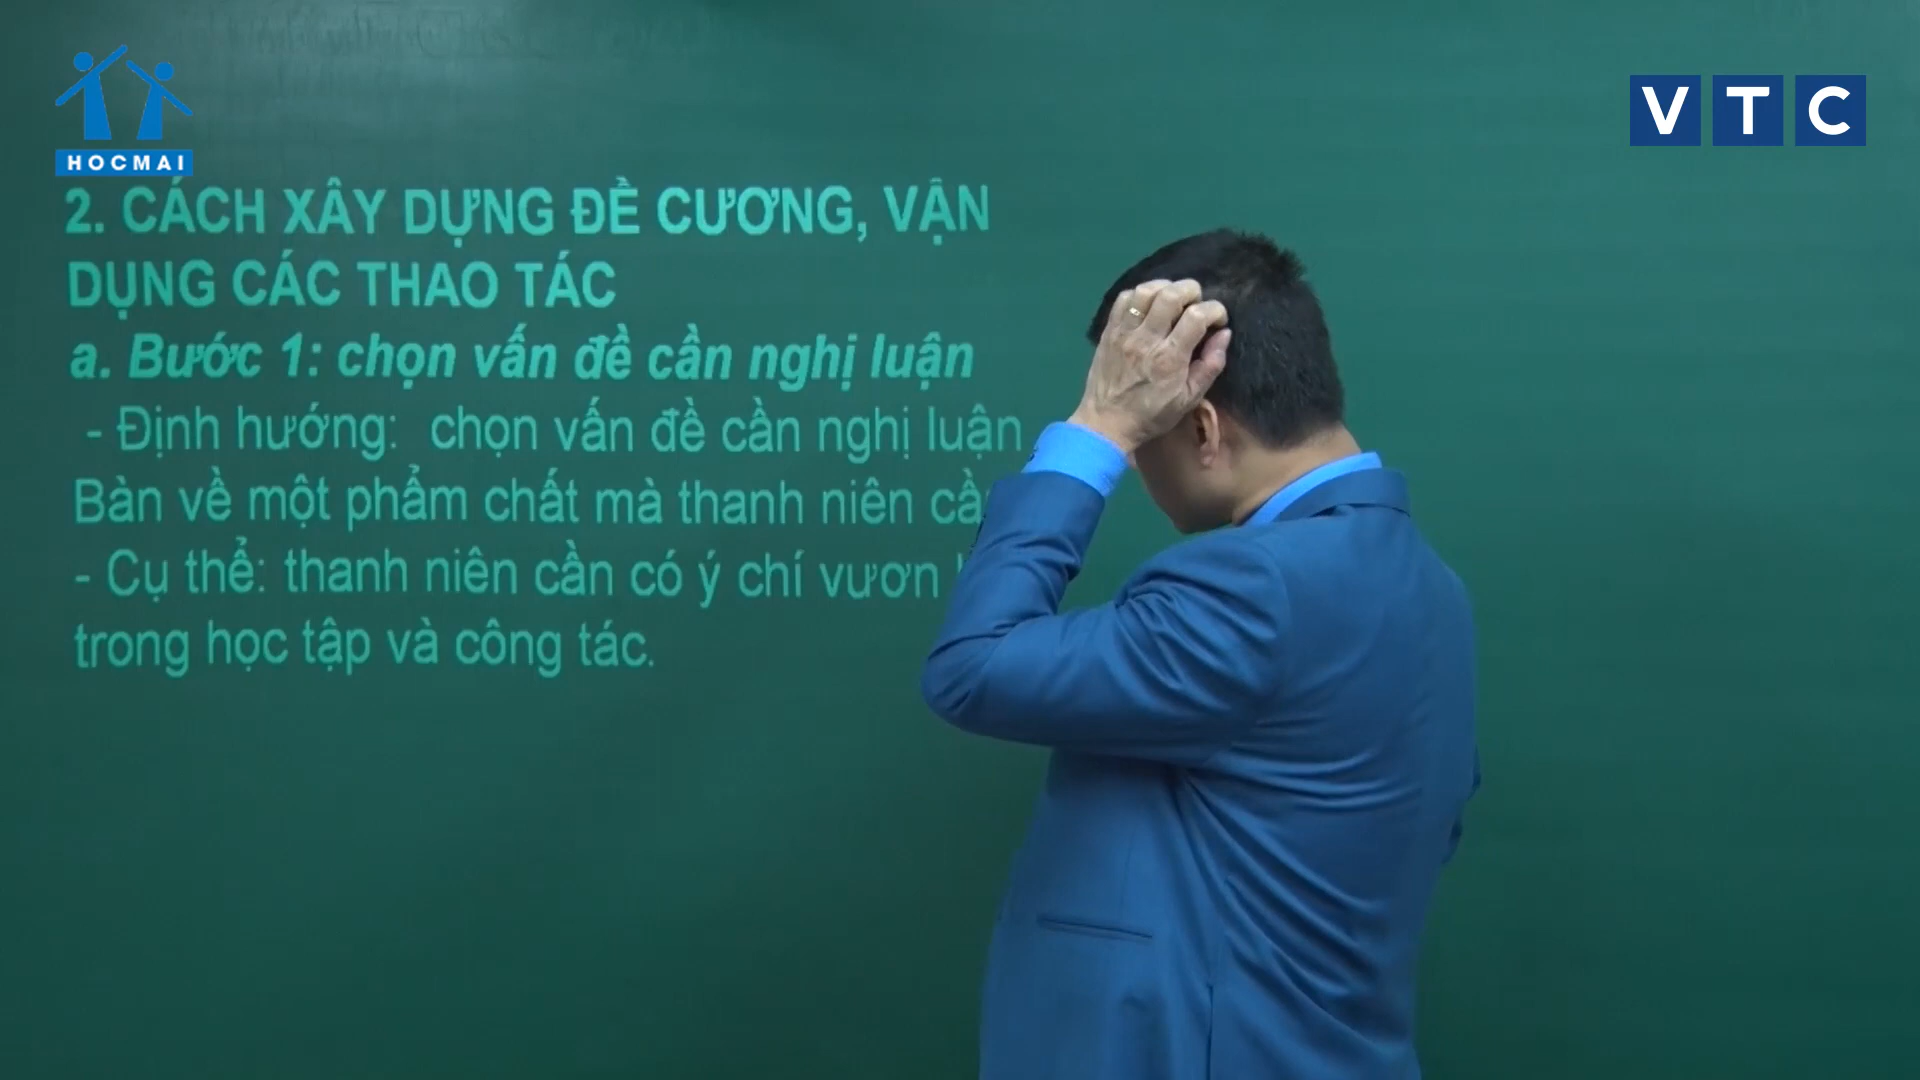 HOCMAI
VTC
2. CÁCH XÂY DỰNG ĐỀ CƯƠNG, VẬN
DỤNG CÁC THAO TÁC
a. Bước 1: chọn vấn đề cần nghị luận
- Định hướng: chọn vấn đề cần nghị luận
Bàn về một phẩm chất mà thanh niên
- Cụ thể: thanh niên cần có ý chí vươn
trong học tập và công tác.